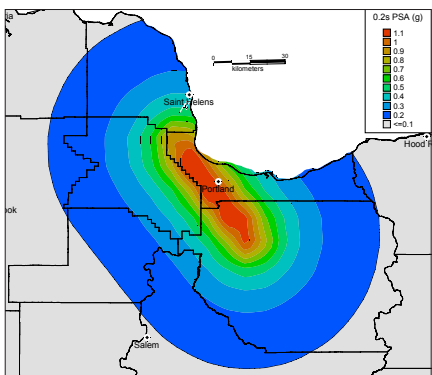 0.2s PSA (g)
1.1
1
0.9
0.8
0.7
0.6
0.5
0.4
0.3
0.2
<=0.1
0 15 30
kilometers
ia
Saint Helens
Hood R
Portland
ook
Salem